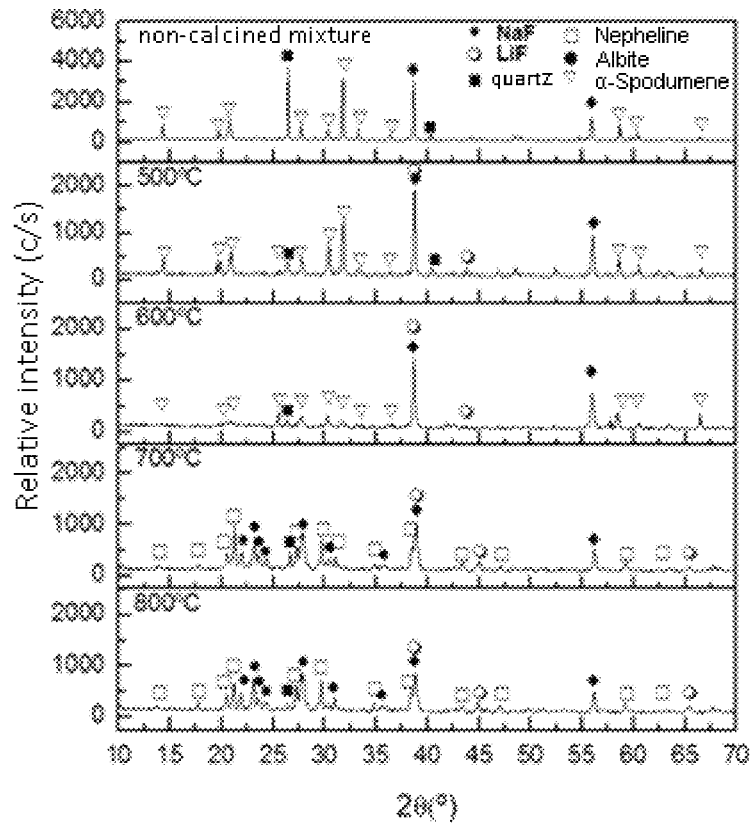 non-calcined mixture
NaF
LiF
quartZ
Nepheline
Albite
α-Spodumene
6000
4000
2000
0
500°C
2000
1000
0
600°C
2000
1000
0
700°C
2000
1000
0
800°C
2000
1000
0
Relative intensity (c/s)
10 15 20 25 30 35 40 45 50 55 60 65 70
2θ(°)